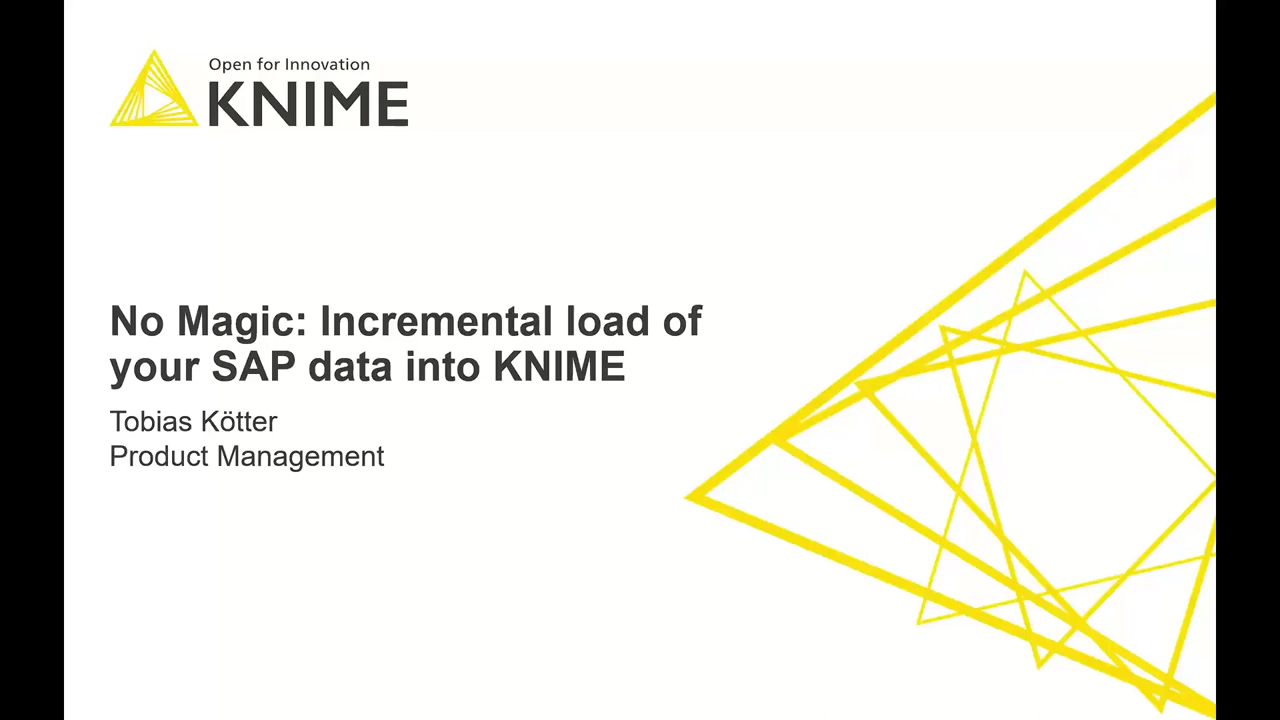 Open for Innovation
KNIME
No Magic: Incremental load of
your SAP data into KNIME
Tobias Kötter
Product Management